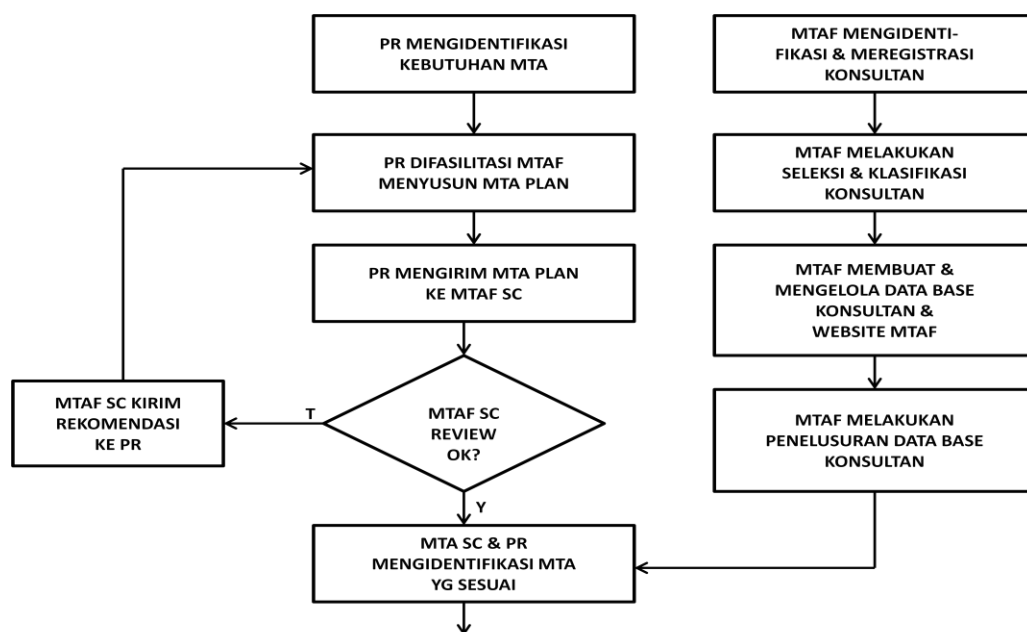 PR MENGIDENTIFIKASI
KEBUTUHAN MTA
PR DIFASILITASI MTAF
MENYUSUN MTA PLAN
PR MENGIRIM MTA PLAN
KE MTAF SC
MTAF SC
REVIEW
OK?
T
Y
MTAF SC KIRIM
REKOMENDASI
KE PR
MTA SC & PR
MENGIDENTIFIKASI MTA
YG SESUAI
MTAF MENGIDENTI-
FIKASI & MEREGISTRASI
KONSULTAN
MTAF MELAKUKAN
SELEKSI & KLASIFIKASI
KONSULTAN
MTAF MEMBUAT &
MENGELOLA DATA BASE
KONSULTAN &
WEBSITE MTAF
MTAF MELAKUKAN
PENELUSURAN DATA BASE
KONSULTAN